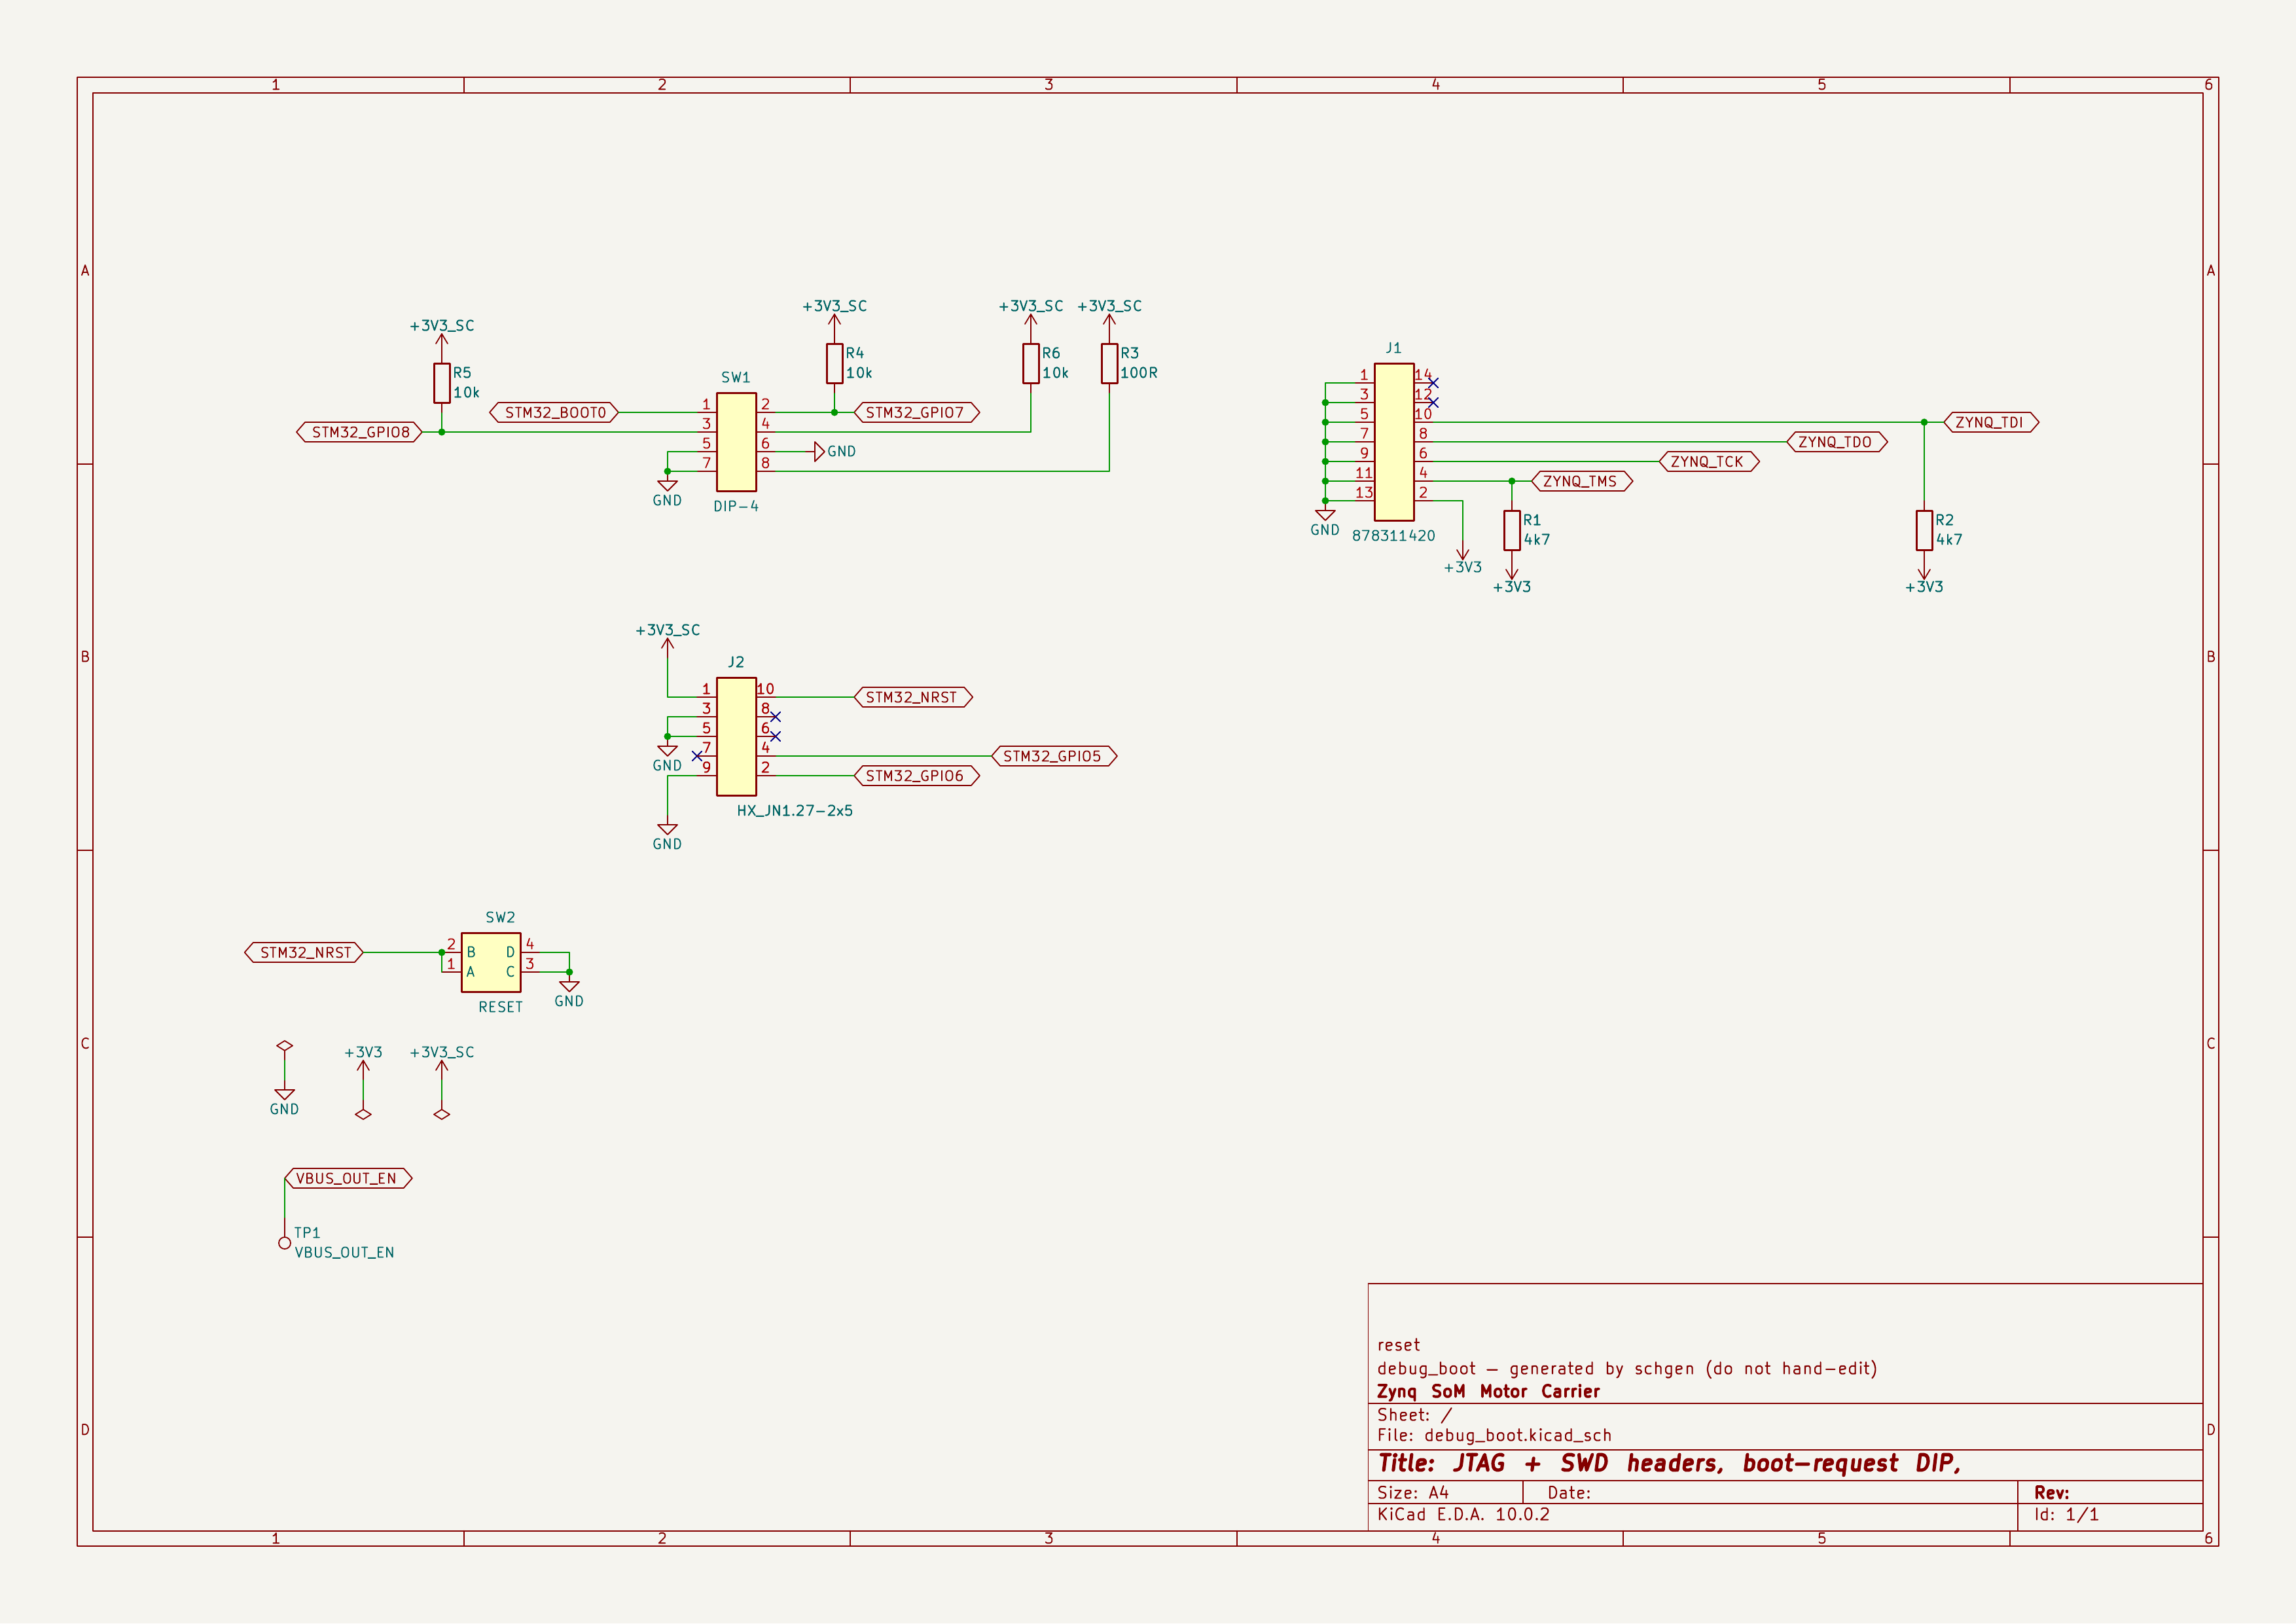 1 2 3 4 5 6
A A
+3V3_SC +3V3_SC +3V3_SC
+3V3_SC
R4 10k
R6 10k
R3 100R
R5 10k
SW1
STM32_BOOT0 1 2 STM32_GPIO7
STM32_GPIO8 3 4
5 6 GND
7 8
GND
DIP-4
J1
1 14
3 12
5 10 ZYNQ_TDI
7 8 ZYNQ_TDO
9 6 ZYNQ_TCK
11 4 ZYNQ_TMS
13 2
GND
878311420
R1 4k7
R2 4k7
+3V3
+3V3
+3V3
B B
+3V3_SC
J2
1 10 STM32_NRST
3 8
5 6
7 4 STM32_GPIO5
GND
9 2 STM32_GPIO6
HX_JN1.27-2x5
GND
SW2
STM32_NRST 2 B D 4
1 A C 3
GND
RESET
C C
+3V3 +3V3_SC
GND
VBUS_OUT_EN
TP1
VBUS_OUT_EN
reset
debug_boot — generated by schgen (do not hand-edit)
Zynq SoM Motor Carrier
Sheet: /
File: debug_boot.kicad_sch
D D
Title: JTAG + SWD headers, boot-request DIP,
Size: A4 Date: Rev:
KiCad E.D.A. 10.0.2 Id: 1/1
1 2 3 4 5 6